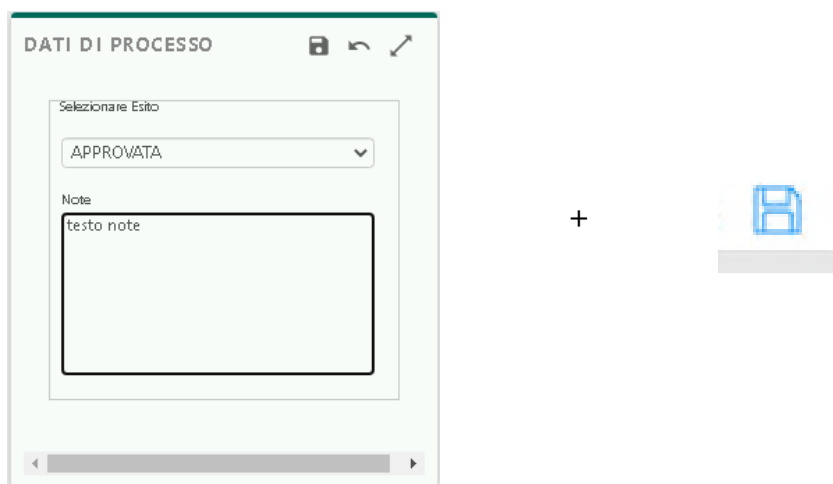 DATI DI PROCESSO
Selezionare Esito
APPROVATA
Note
testo note
+